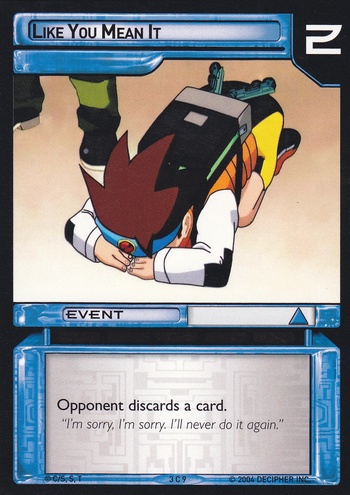 LIKE YOU MEAN IT
2
EVENT
Opponent discards a card.
"I'm sorry, I'm sorry. I'll never do it again."
© C/S, S, T
3 C 9
© 2004 DECIPHER INC.